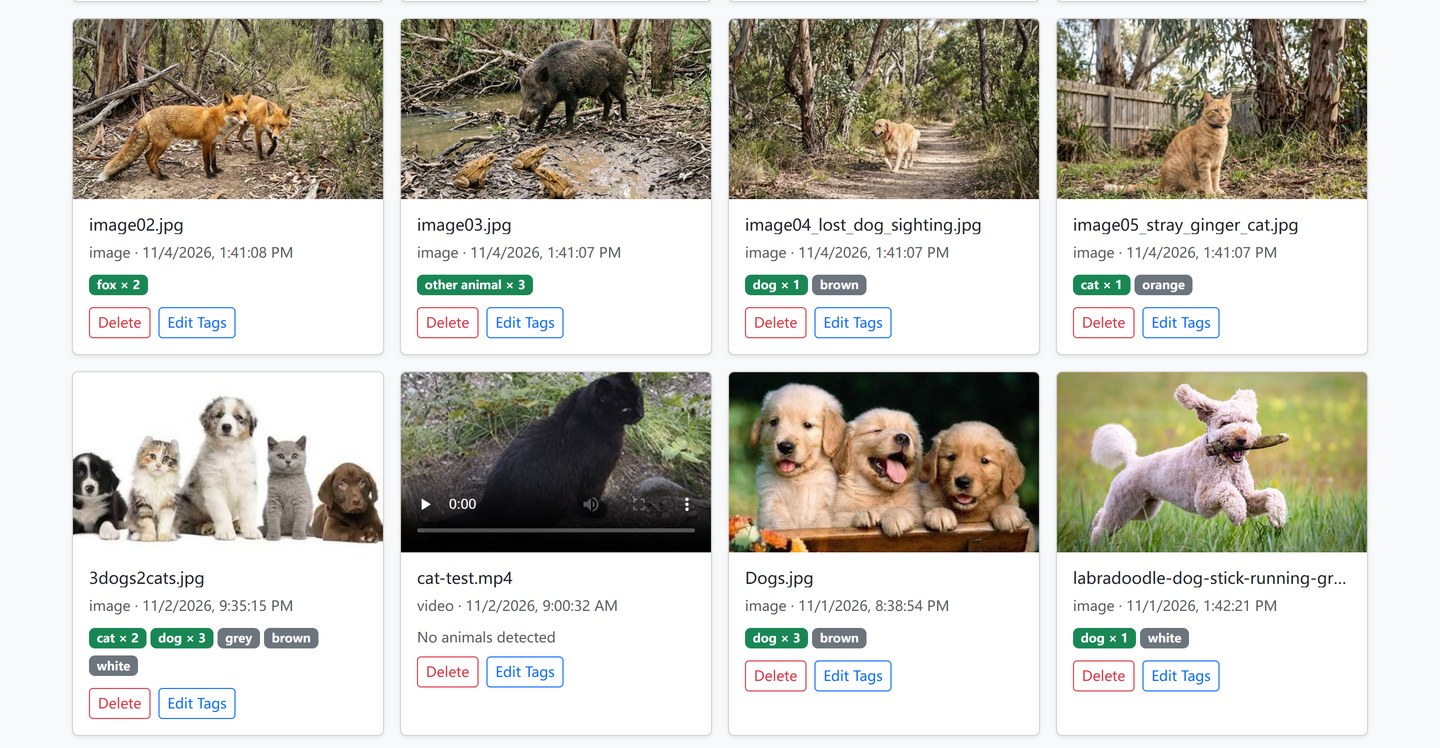 image02.jpg
image · 11/4/2026, 1:41:08 PM
fox × 2
Delete Edit Tags
image03.jpg
image · 11/4/2026, 1:41:07 PM
other animal × 3
Delete Edit Tags
image04_lost_dog_sighting.jpg
image · 11/4/2026, 1:41:07 PM
dog × 1 brown
Delete Edit Tags
image05_stray_ginger_cat.jpg
image · 11/4/2026, 1:41:07 PM
cat × 1 orange
Delete Edit Tags
3dogs2cats.jpg
image · 11/2/2026, 9:35:15 PM
cat × 2 dog × 3 grey brown
white
Delete Edit Tags
0:00
cat-test.mp4
video · 11/2/2026, 9:00:32 AM
No animals detected
Delete Edit Tags
Dogs.jpg
image · 11/1/2026, 8:38:54 PM
dog × 3 brown
Delete Edit Tags
labradoodle-dog-stick-running-gr...
image · 11/1/2026, 1:42:21 PM
dog × 1 white
Delete Edit Tags